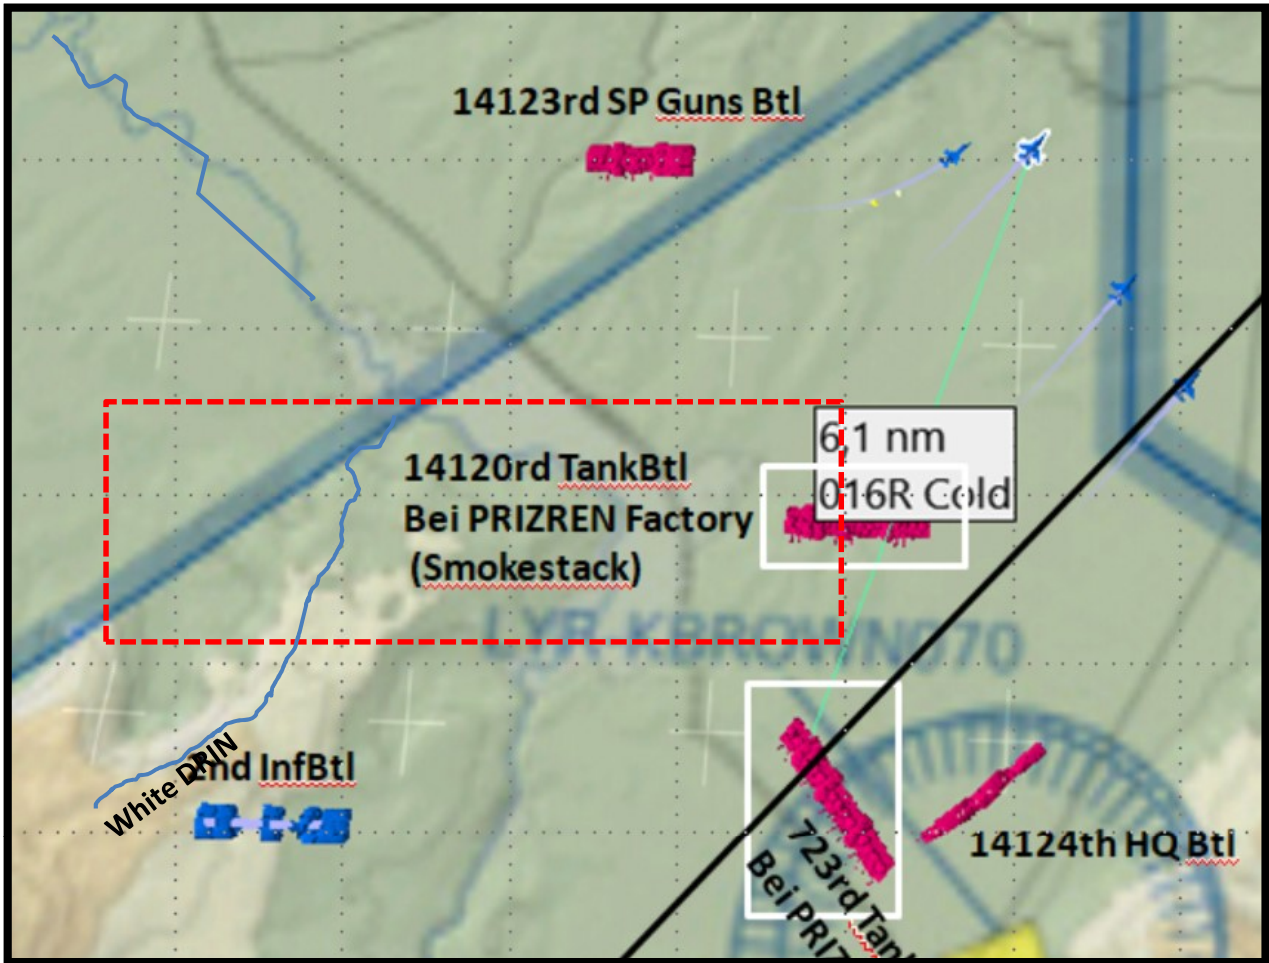 14123rd SP Guns Btl
6,1 nm
016R Cold
14120rd TankBtl
Bei PRIZREN Factory
(Smokestack)
LYR-KBROWN070
2nd InfBtl
White DRIN
14124th HQ Btl
723rd Tan
Bei PRIZ